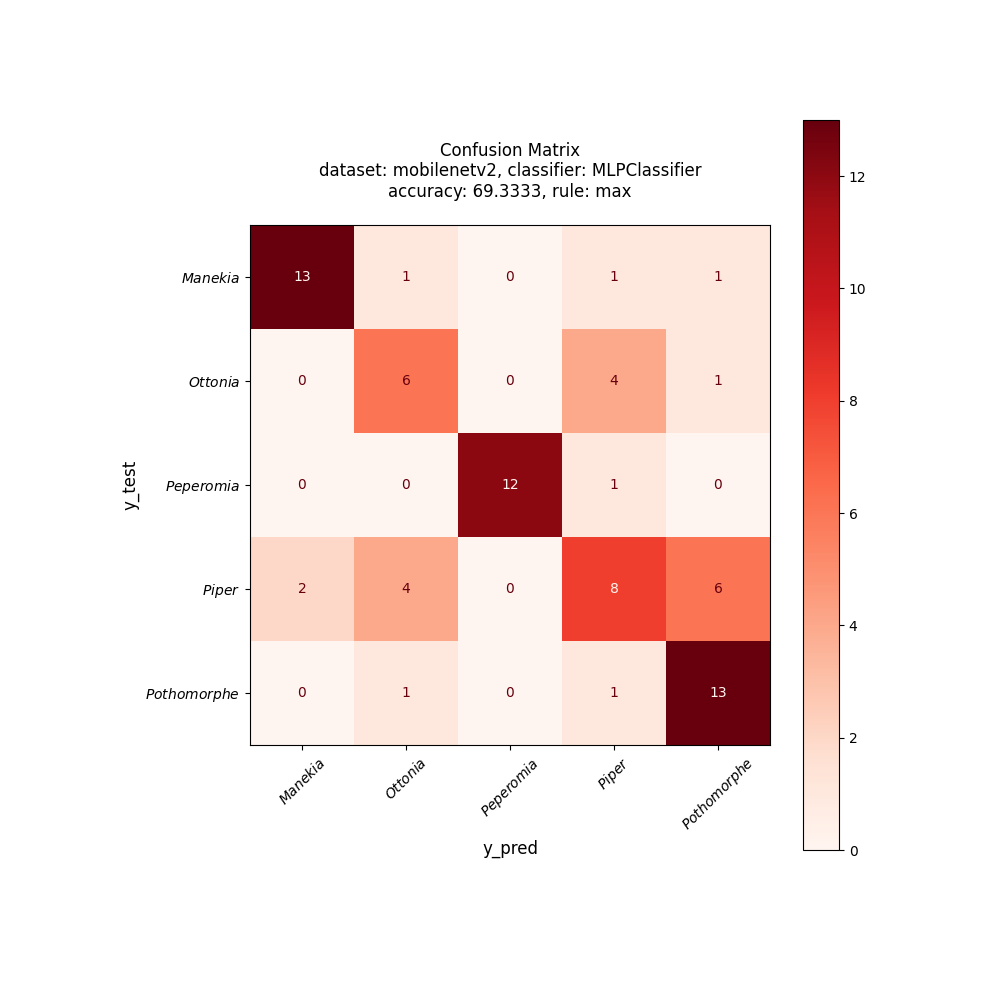 Confusion Matrix
dataset: mobilenetv2, classifier: MLPClassifier
accuracy: 69.3333, rule: max
y_test
Manekia 13 1 0 1 1
Ottonia 0 6 0 4 1
Peperomia 0 0 12 1 0
Piper 2 4 0 8 6
Pothomorphe 0 1 0 1 13
Manekia Ottonia Peperomia Piper Pothomorphe
y_pred
12
10
8
6
4
2
0